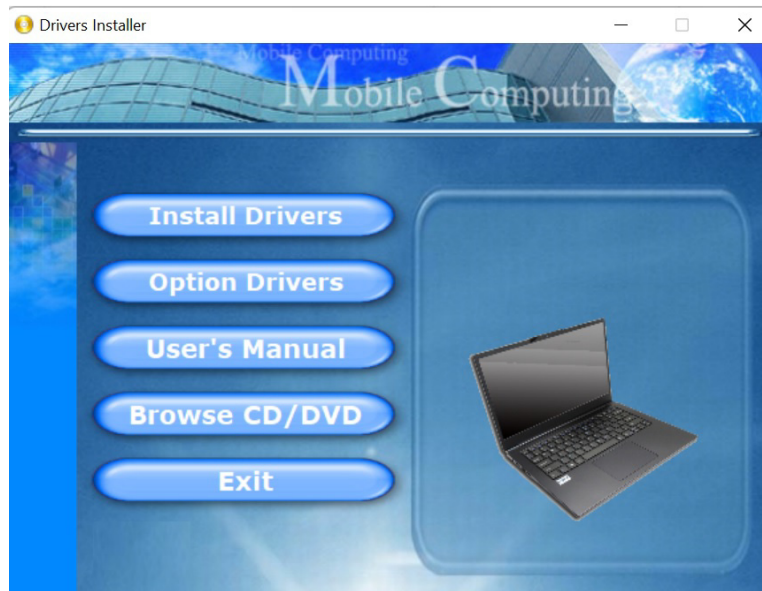 Drivers Installer
Mobile Computing
Mobile Computing
Install Drivers
Option Drivers
User's Manual
Browse CD/DVD
Exit